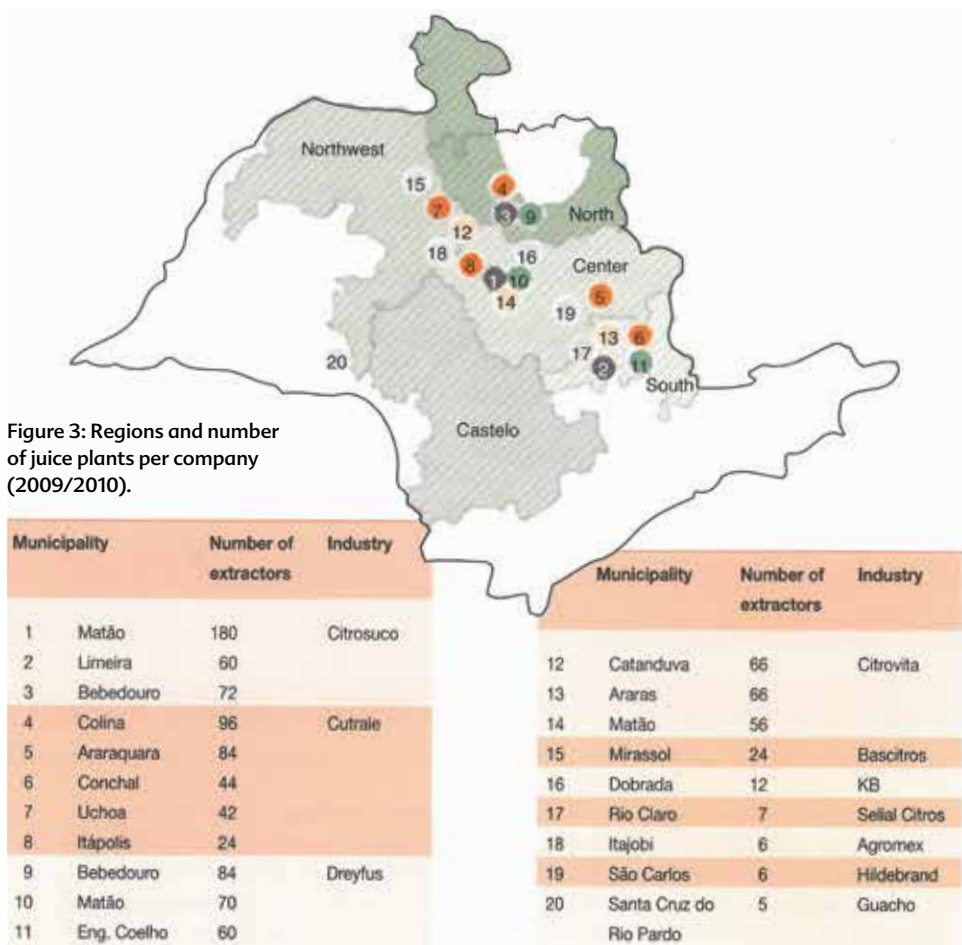 Northwest
15
4
7
3
9
North
12
18
16
8
Center
1
10
14
5
19
13
6
17
20
2
11
South
Castelo
Figure 3: Regions and number
of juice plants per company
(2009/2010).
Municipality Number of Industry
extractors
1 Matão 180 Citrosuco
2 Limeira 60
3 Bebedouro 72
4 Colina 96 Cutrale
5 Araraquara 84
6 Conchal 44
7 Uchoa 42
8 Itápolis 24
9 Bebedouro 84 Dreyfus
10 Matão 70
11 Eng. Coelho 60
Municipality Number of Industry
extractors
12 Catanduva 66 Citrovita
13 Araras 66
14 Matão 56
15 Mirassol 24 Bascitros
16 Dobrada 12 KB
17 Rio Claro 7 Sellal Citros
18 Itajobi 6 Agromex
19 São Carlos 6 Hildebrand
20 Santa Cruz do 5 Guacho
Rio Pardo